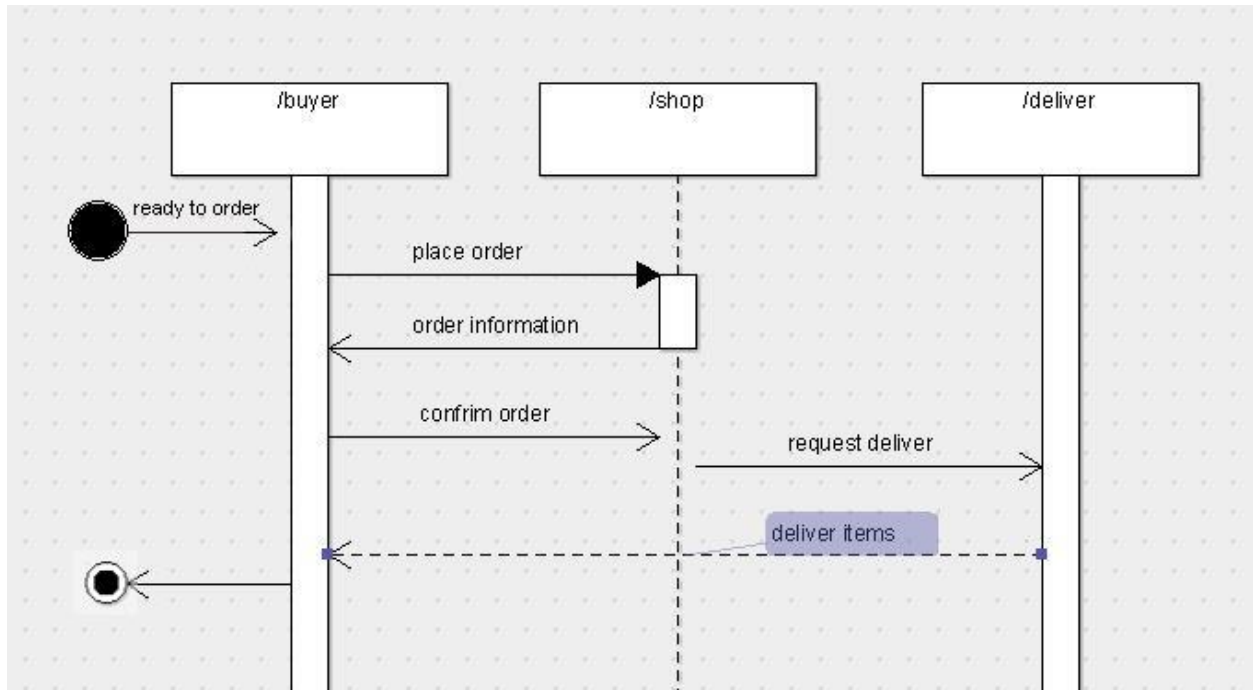 /buyer
/shop
/deliver
ready to order
place order
order information
confrim order
request deliver
deliver items